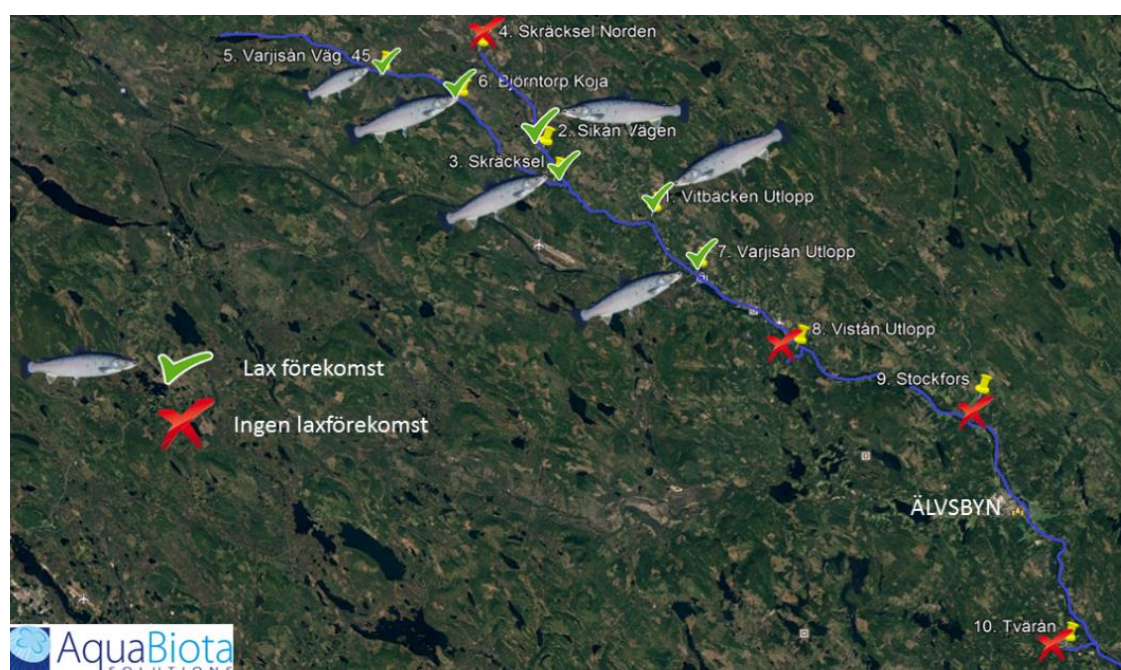 4. Skräcksel Norden
5. Varjisån Väg 45
6. Björntorp Koja
2. Sikån Vägen
3. Skräcksel
1. Vitbäcken Utlopp
7. Varjisån Utlopp
8. Vistån Utlopp
9. Stockfors
Lax förekomst
Ingen laxförekomst
ÄLVSBYN
10. Tvärån
AquaBiota
SOLUTIONS